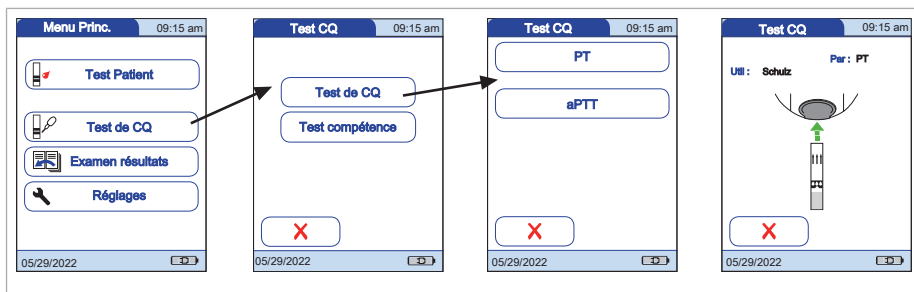 Menu Princ. 09:15 am
Test Patient
Test de CQ
Examen résultats
Réglages
05/29/2022
Test CQ 09:15 am
Test de CQ
Test compétence
05/29/2022
Test CQ 09:15 am
PT
aPTT
05/29/2022
Test CQ 09:15 am
Par : PT
Util : Schulz
05/29/2022